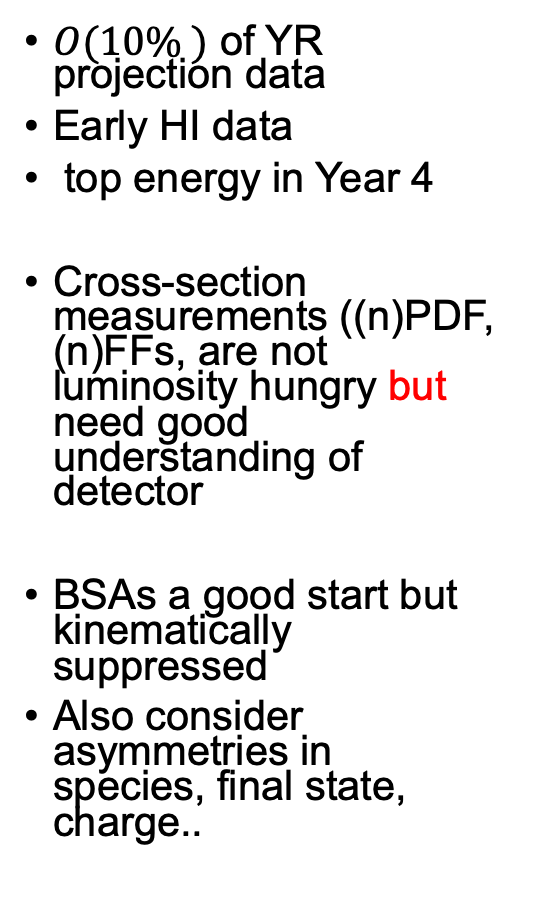 • O(10% ) of YR
projection data
• Early HI data
• top energy in Year 4
• Cross-section
measurements ((n)PDF,
(n)FFs, are not
luminosity hungry but
need good
understanding of
detector
• BSAs a good start but
kinematically
suppressed
• Also consider
asymmetries in
species, final state,
charge..